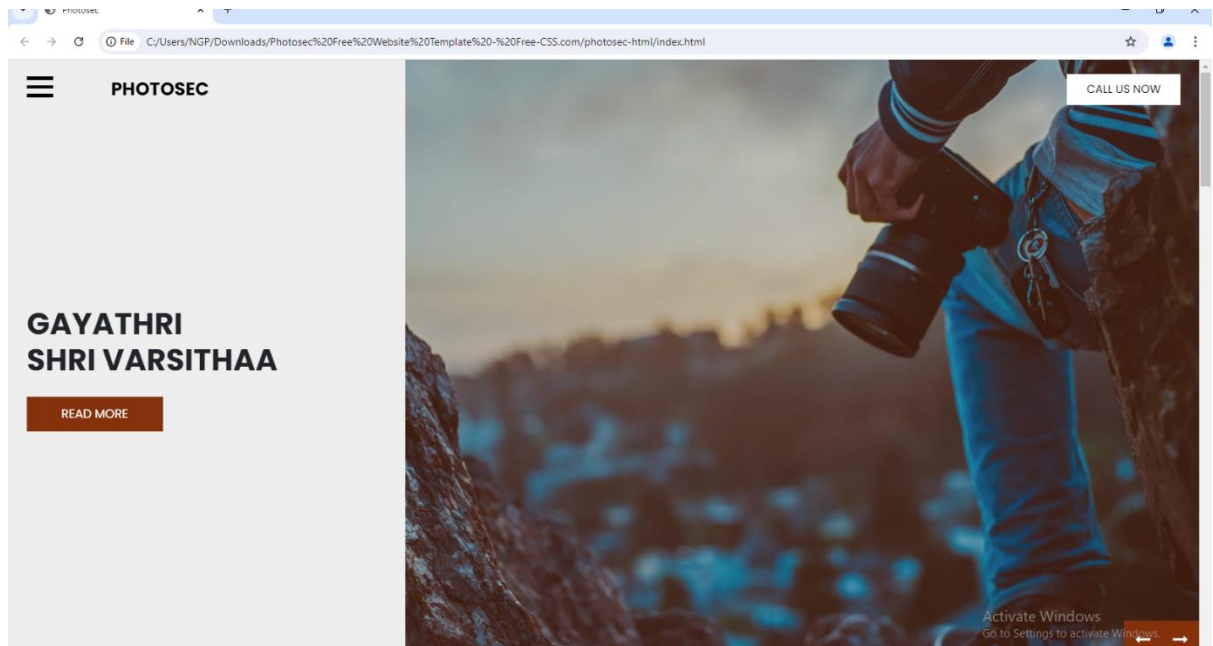 Photosec
File C:/Users/NGP/Downloads/Photosec%20Free%20Website%20Template%20-%20Free-CSS.com/photosec-html/index.html
PHOTOSEC
CALL US NOW
GAYATHRI
SHRI VARSITHAA
READ MORE
Activate Windows
Go to Settings to activate Windows.